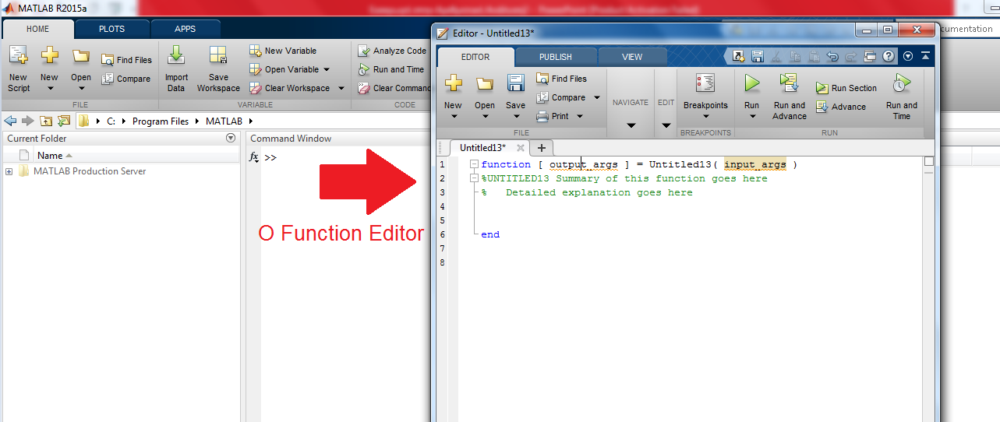 MATLAB R2015a
HOME
PLOTS
APPS
New Script
New
Open
Find Files
Compare
Import Data
Save Workspace
New Variable
Open Variable
Clear Workspace
Analyze Code
Run and Time
Clear Command
FILE
VARIABLE
CODE
C:
Program Files
MATLAB
Current Folder
Name
MATLAB Production Server
Command Window
fx >>
Ο Function Editor
cumentation
Editor - Untitled13*
EDITOR
PUBLISH
VIEW
New
Open
Save
Find Files
Compare
Print
NAVIGATE
EDIT
Breakpoints
Run
Run and Advance
Run Section
Advance
Run and Time
FILE
BREAKPOINTS
RUN
Untitled13*
1 function [ output_args ] = Untitled13( input_args )
2 %UNTITLED13 Summary of this function goes here
3 %   Detailed explanation goes here
4
5
6 end
7
8